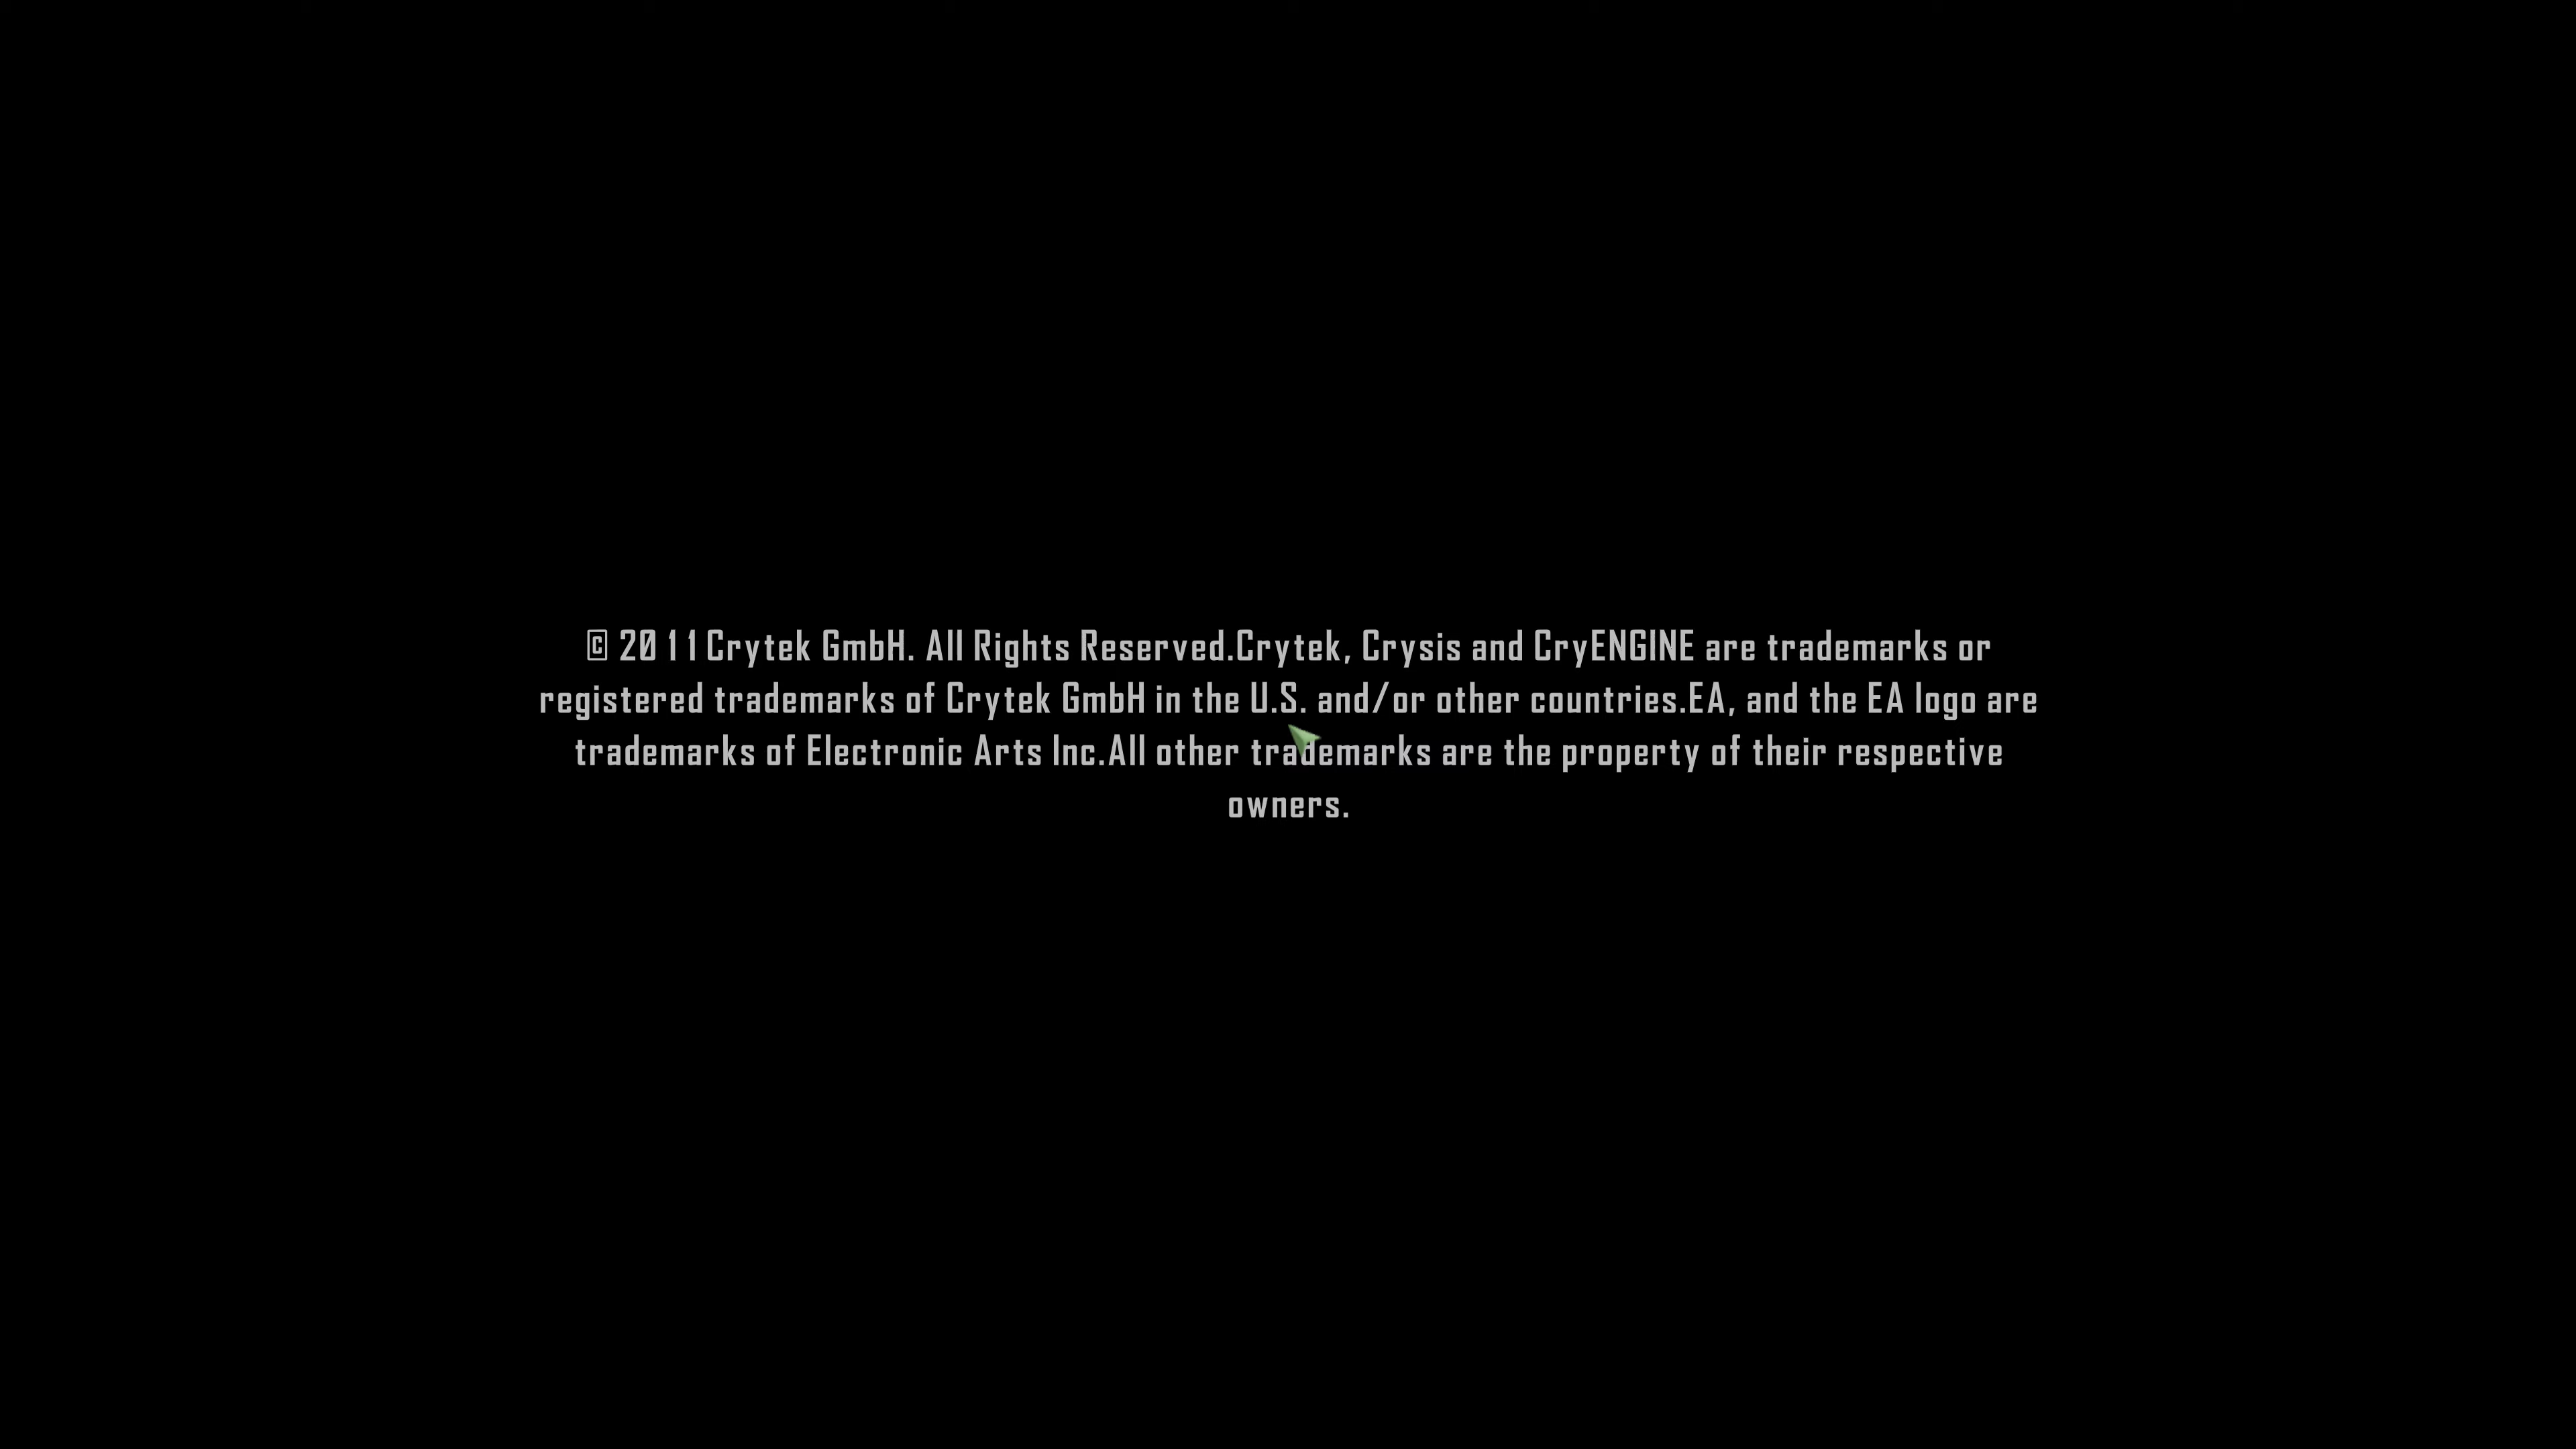 © 2011 Crytek GmbH. All Rights Reserved.Crytek, Crysis and CryENGINE are trademarks or
registered trademarks of Crytek GmbH in the U.S. and/or other countries.EA, and the EA logo are
trademarks of Electronic Arts Inc.All other trademarks are the property of their respective
owners.